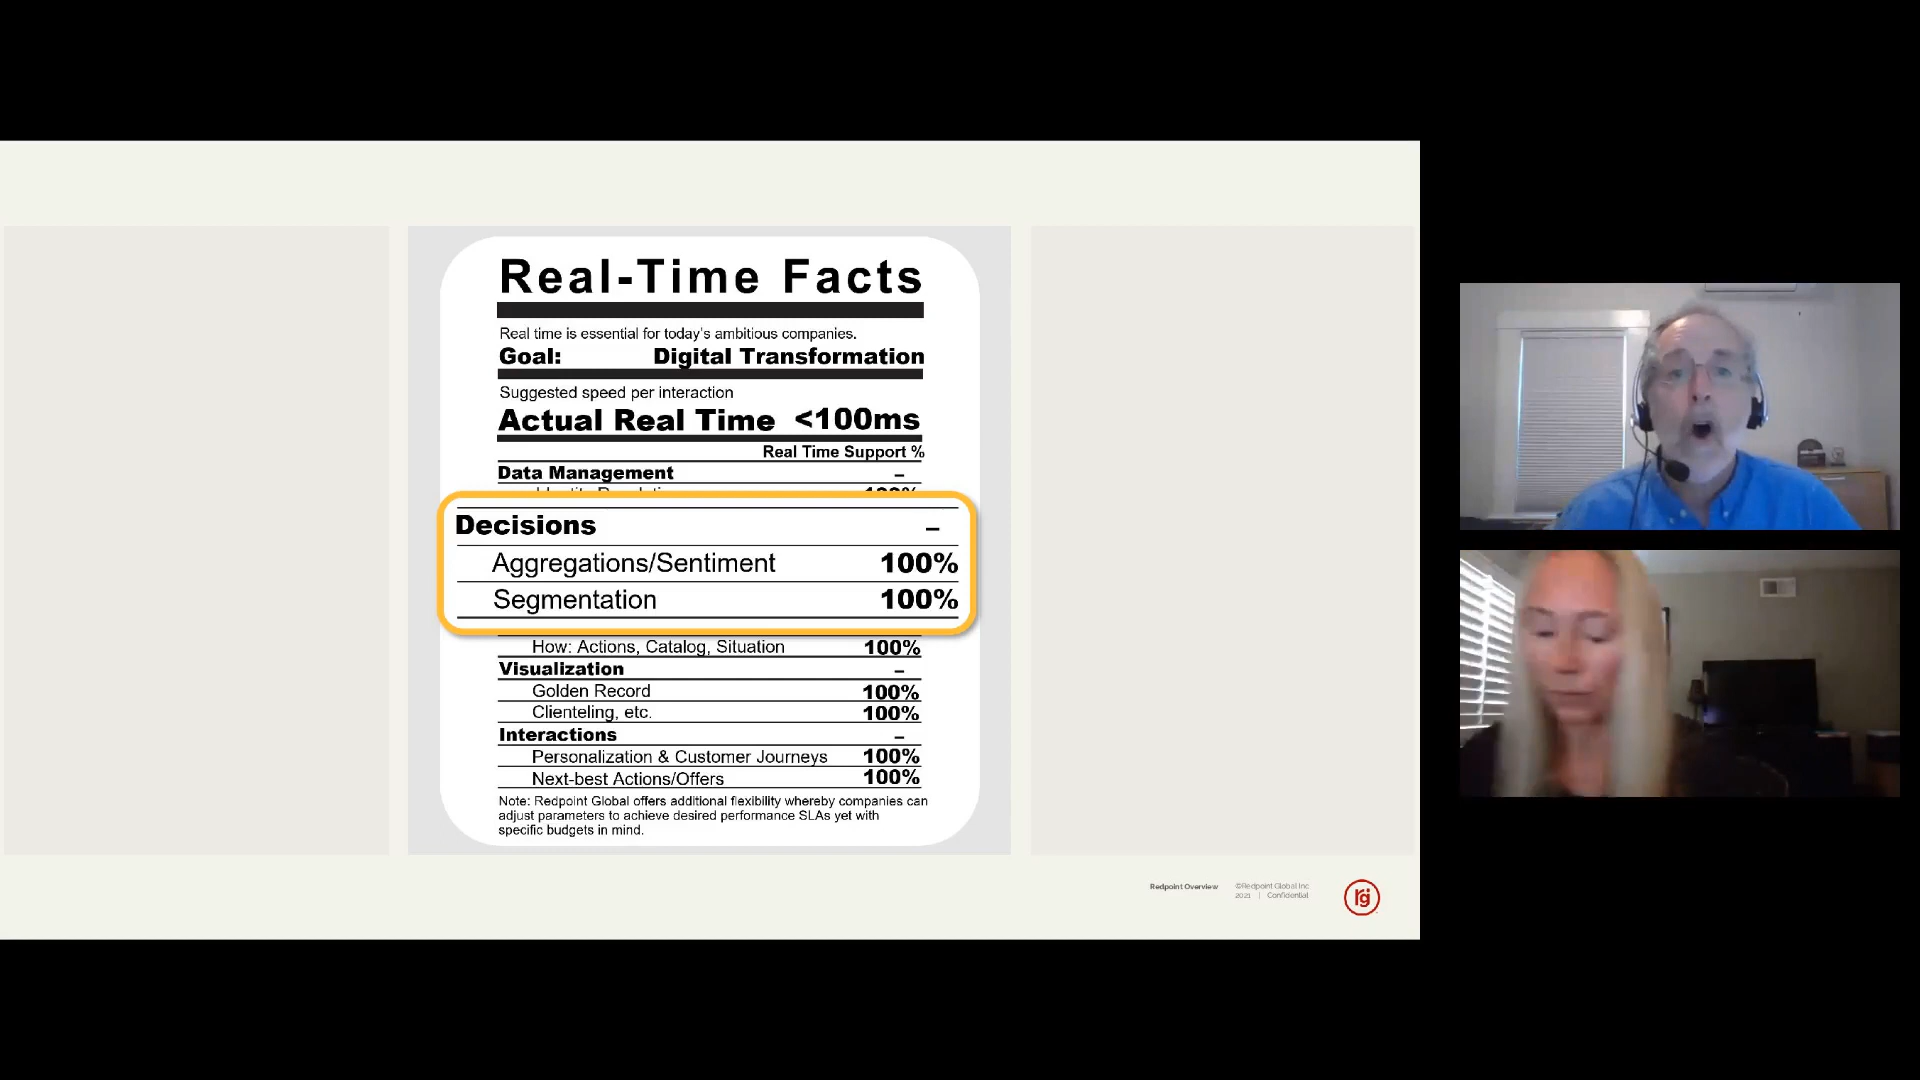 Real-Time Facts
Real time is essential for today's ambitious companies.
Goal: Digital Transformation
Suggested speed per interaction
Actual Real Time <100ms
Real Time Support %
Data Management –
Decisions –
Aggregations/Sentiment 100%
Segmentation 100%
How: Actions, Catalog, Situation 100%
Visualization –
Golden Record 100%
Clienteling, etc. 100%
Interactions –
Personalization & Customer Journeys 100%
Next-best Actions/Offers 100%
Note: Redpoint Global offers additional flexibility whereby companies can
adjust parameters to achieve desired performance SLAs yet with
specific budgets in mind.
Redpoint Overview ©Redpoint Global Inc
2021 | Confidential
rg